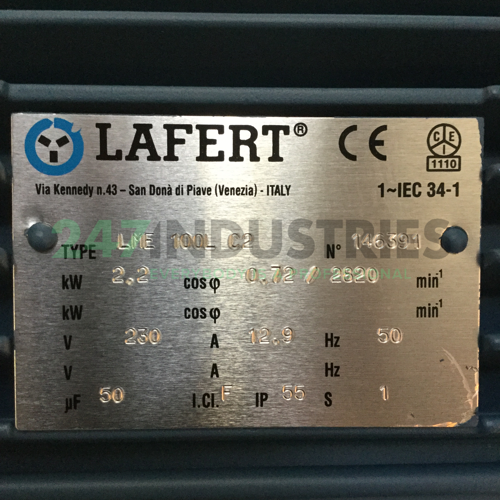 LAFERT® CE CEI
1110
Via Kennedy n.43 – San Donà di Piave (Venezia) - ITALY 1~IEC 34-1
247INDUSTRIES
TYPE LME 100L C2 N° 146394
kW 2.2 cosφ 0.72 / 2820 min-1
kW cosφ min-1
V 230 A 12.9 Hz 50
V A Hz
µF 50 I.Cl. F IP 55 S 1